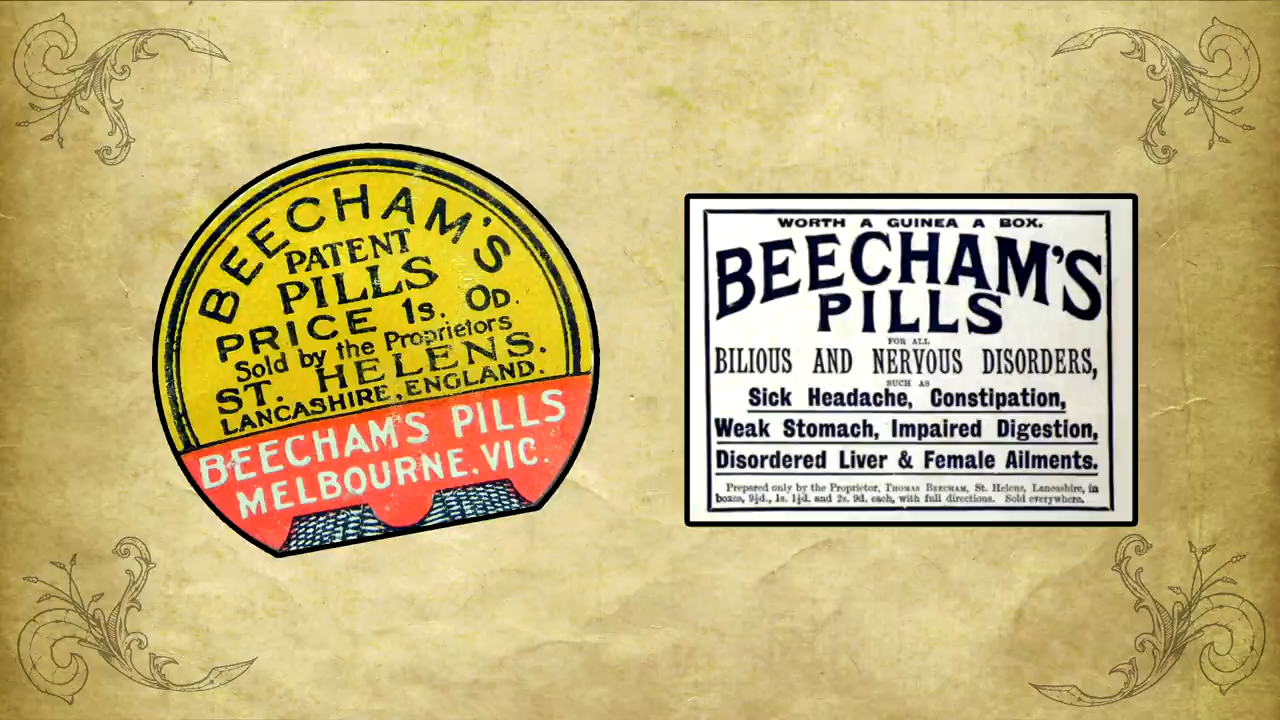 BEECHAM'S
PATENT
PILLS
PRICE 1s. 0D.
Sold by the Proprietors
ST. HELENS.
LANCASHIRE, ENGLAND.
BEECHAM'S PILLS
MELBOURNE. VIC.
WORTH A GUINEA A BOX.
BEECHAM'S
PILLS
FOR ALL
BILIOUS AND NERVOUS DISORDERS,
SUCH AS
Sick Headache, Constipation,
Weak Stomach, Impaired Digestion,
Disordered Liver & Female Ailments.
Prepared only by the Proprietor, THOMAS BEECHAM, St. Helens, Lancashire, in
boxes, 9½d., 1s. 1½d. and 2s. 9d. each, with full directions. Sold everywhere.